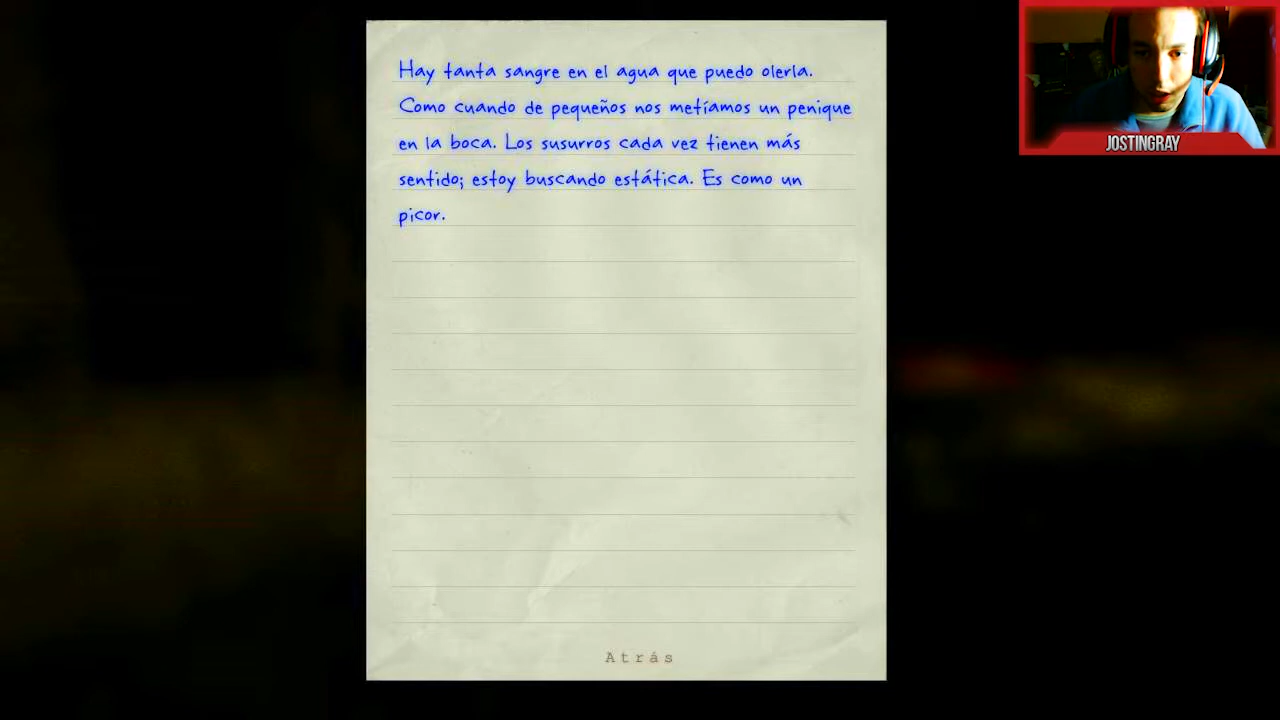 Hay tanta sangre en el agua que puedo olerla.
Como cuando de pequeños nos metíamos un penique
en la boca. Los susurros cada vez tienen más
sentido; estoy buscando estática. Es como un
picor.
Atrás
JOSTINGRAY